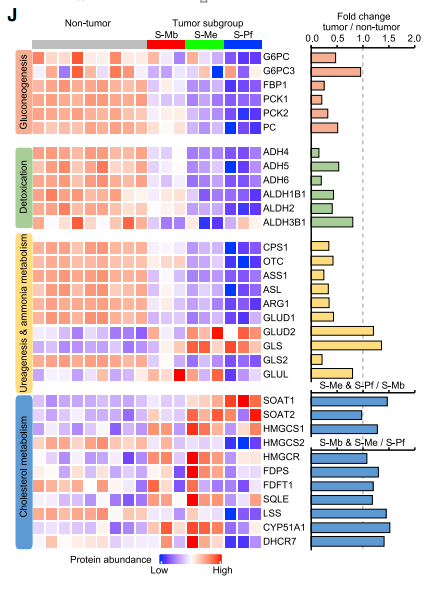 J
Non-tumor
Tumor subgroup
S-Mb S-Me S-Pf
Fold change
tumor / non-tumor
0.0 0.5 1.0 1.5 2.0
Gluconeogenesis
G6PC
G6PC3
FBP1
PCK1
PCK2
PC
Detoxication
ADH4
ADH5
ADH6
ALDH1B1
ALDH2
ALDH3B1
Ureagenesis & ammonia metabolism
CPS1
OTC
ASS1
ASL
ARG1
GLUD1
GLUD2
GLS
GLS2
GLUL
S-Me & S-Pf / S-Mb
Cholesterol metabolism
SOAT1
SOAT2
HMGCS1
HMGCS2
S-Mb & S-Me / S-Pf
HMGCR
FDPS
FDFT1
SQLE
LSS
CYP51A1
DHCR7
Protein abundance
Low High